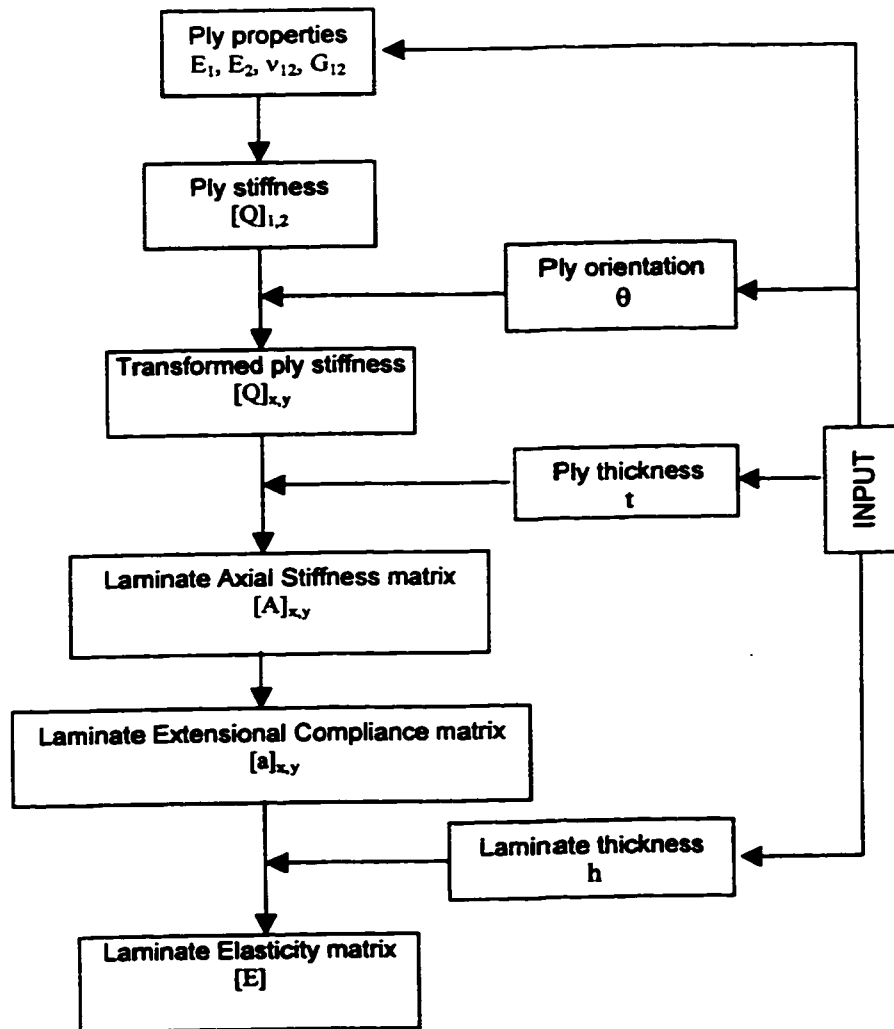 Ply properties
E₁, E₂, ν₁₂, G₁₂
Ply stiffness
[Q]₁,₂
Ply orientation
θ
Transformed ply stiffness
[Q]ₓ,ᵧ
Ply thickness
t
INPUT
Laminate Axial Stiffness matrix
[A]ₓ,ᵧ
Laminate Extensional Compliance matrix
[a]ₓ,ᵧ
Laminate thickness
h
Laminate Elasticity matrix
[E]